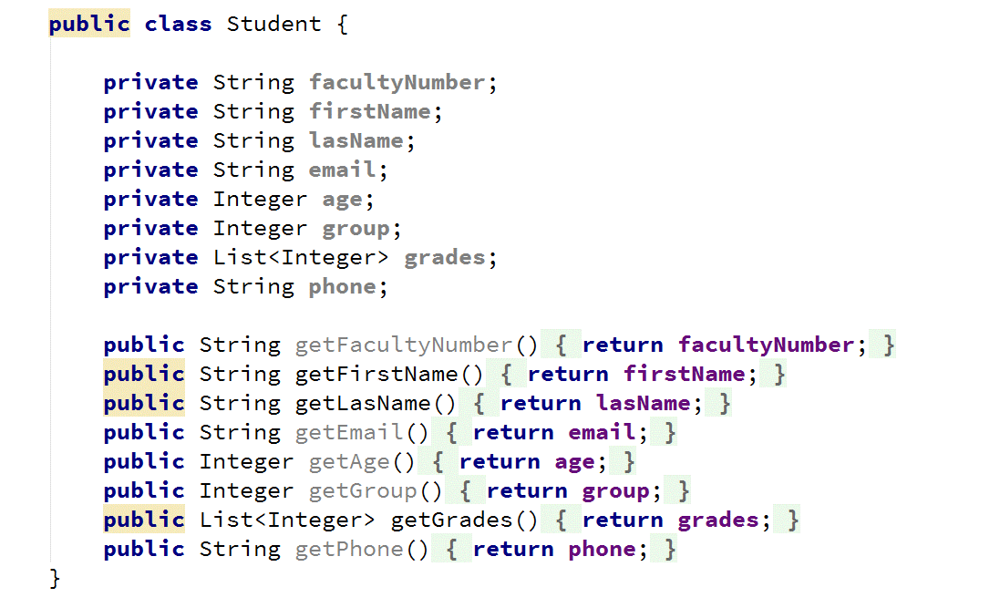 public class Student {
private String facultyNumber;
private String firstName;
private String lasName;
private String email;
private Integer age;
private Integer group;
private List<Integer> grades;
private String phone;
public String getFacultyNumber() { return facultyNumber; }
public String getFirstName() { return firstName; }
public String getLasName() { return lasName; }
public String getEmail() { return email; }
public Integer getAge() { return age; }
public Integer getGroup() { return group; }
public List<Integer> getGrades() { return grades; }
public String getPhone() { return phone; }
}